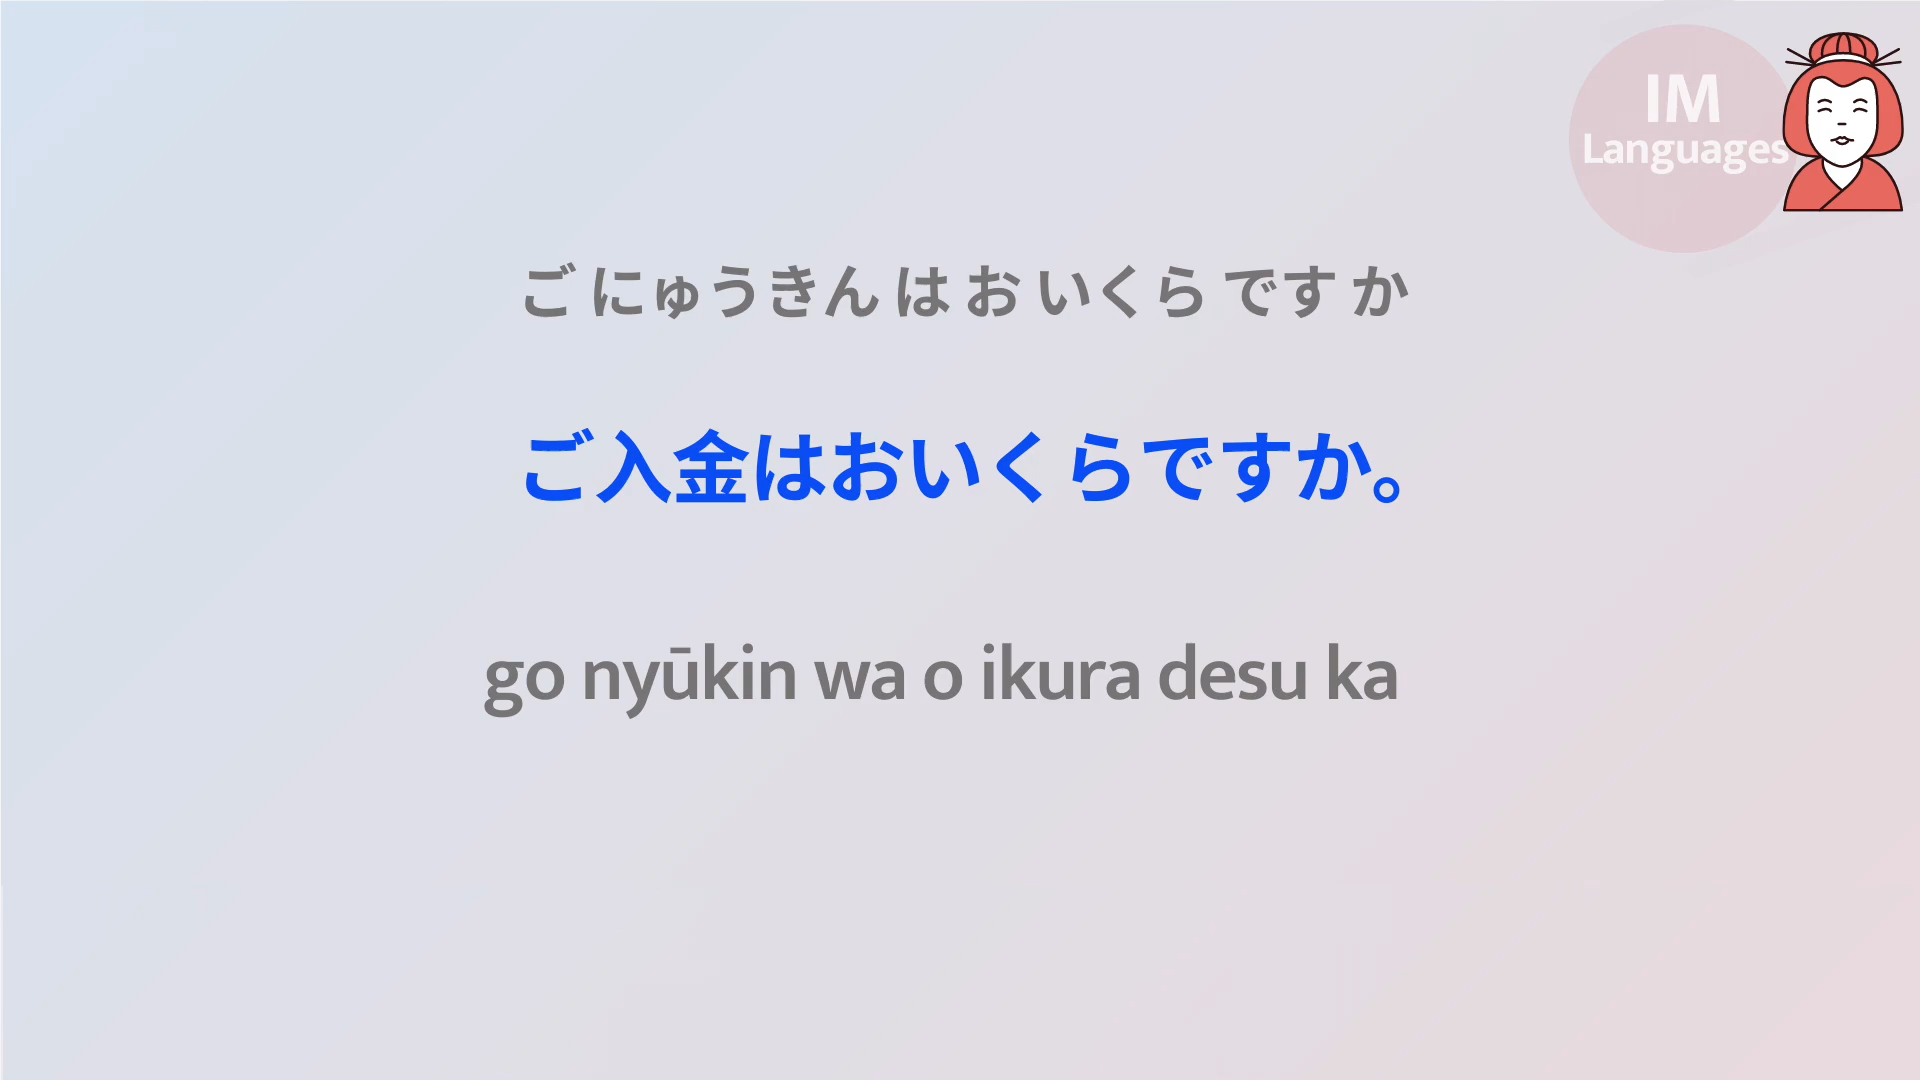 IM
Languages
ご にゅうきん は お いくら です か
ご入金はおいくらですか。
go nyūkin wa o ikura desu ka